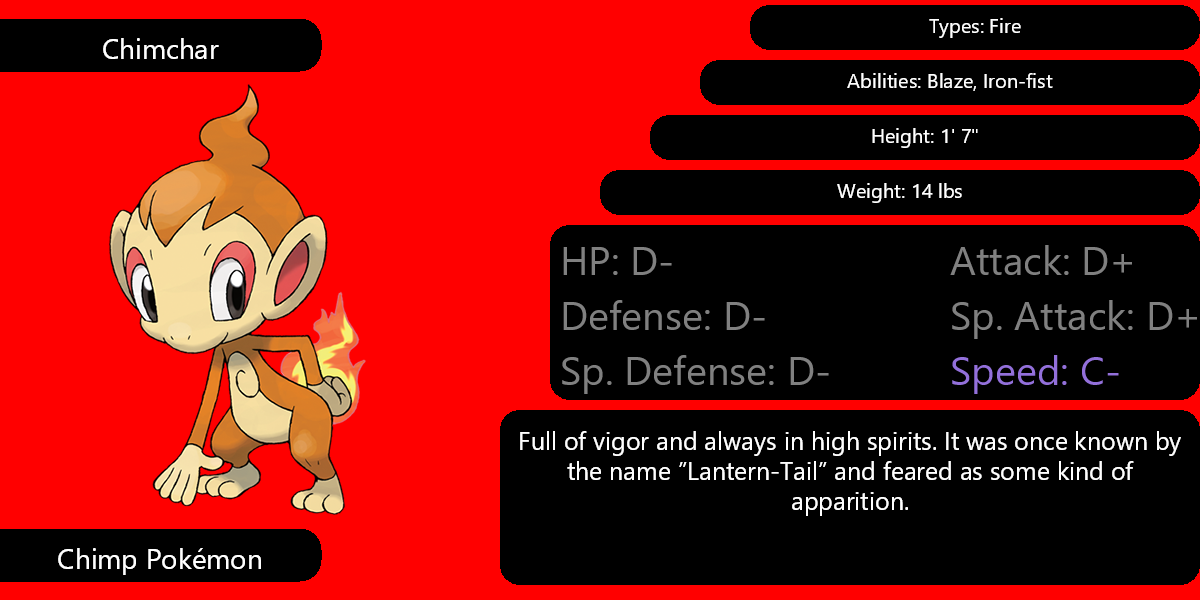 Chimchar
Types: Fire
Abilities: Blaze, Iron-fist
Height: 1' 7"
Weight: 14 lbs
HP: D-
Attack: D+
Defense: D-
Sp. Attack: D+
Sp. Defense: D-
Speed: C-
Full of vigor and always in high spirits. It was once known by
the name ”Lantern-Tail” and feared as some kind of
apparition.
Chimp Pokémon